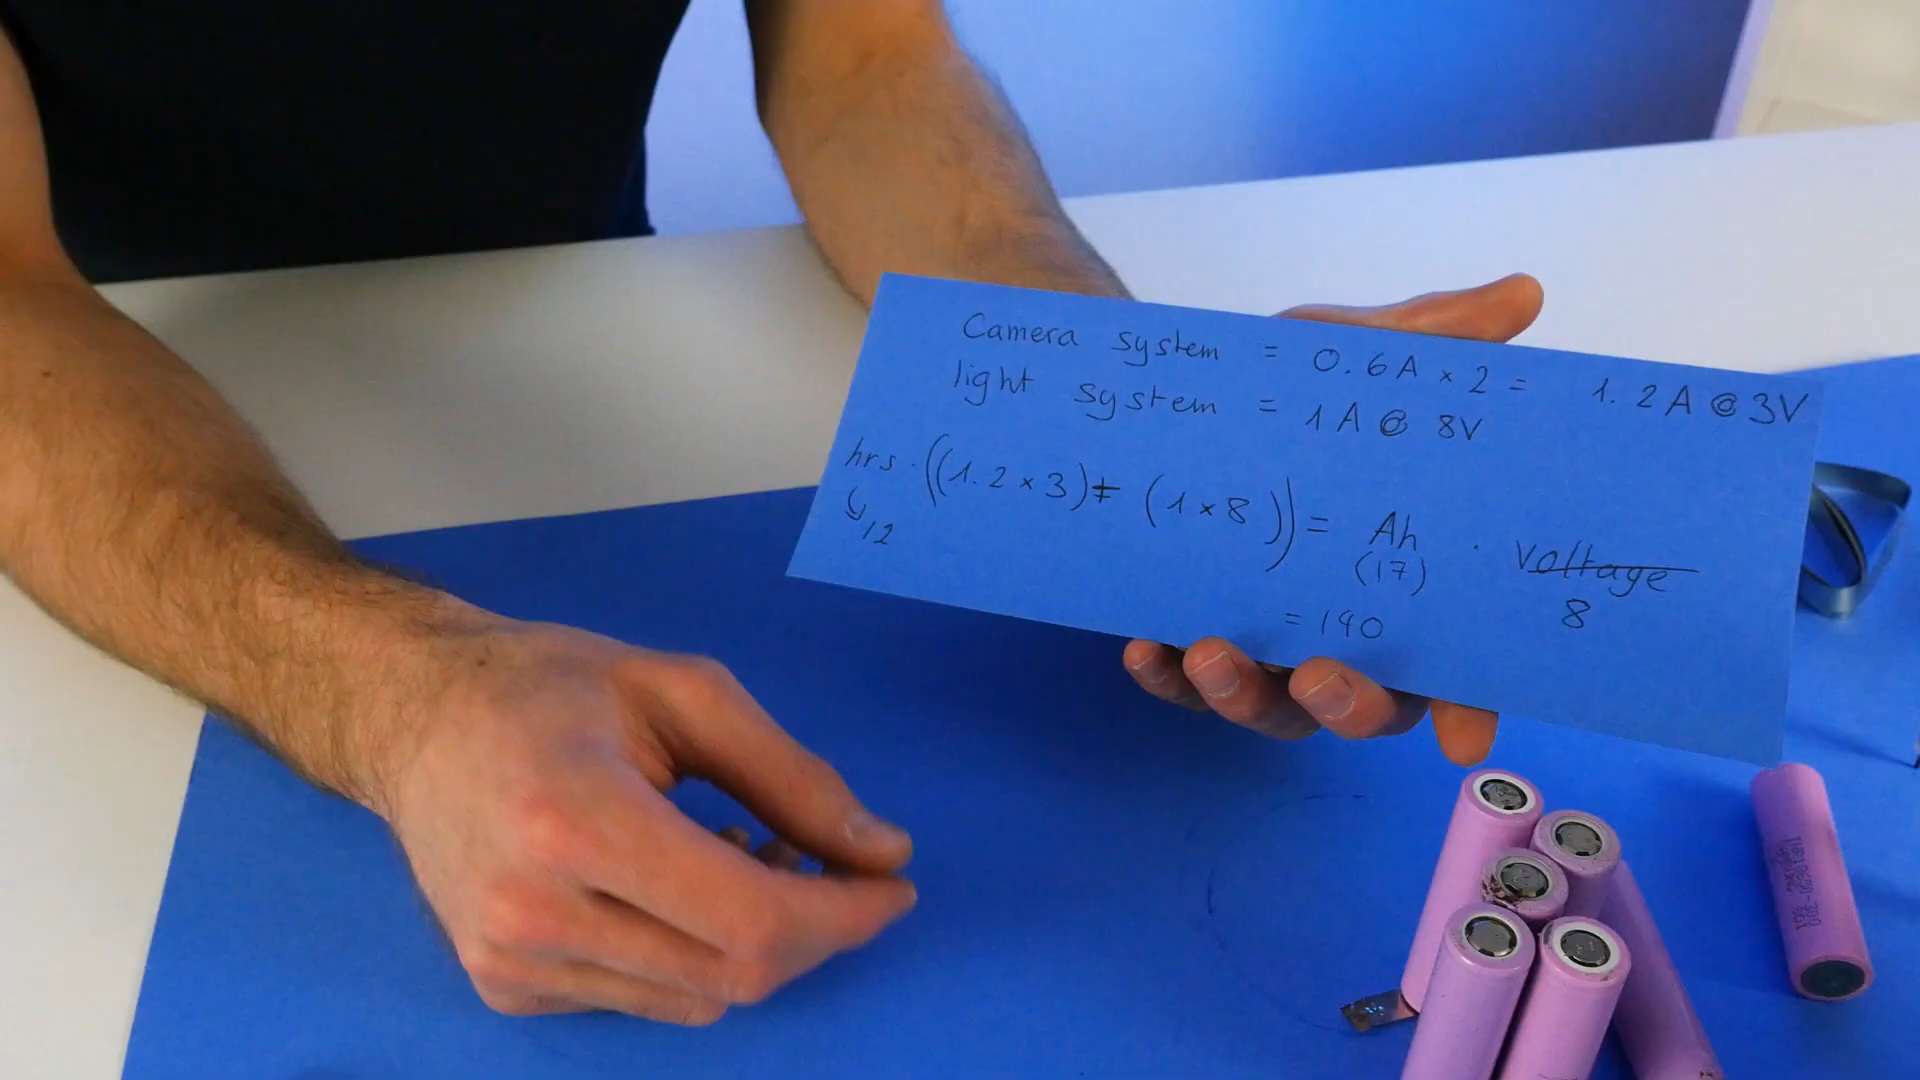 Camera system = 0.6A × 2 = 1.2A @ 3V
light system = 1A @ 8V
hrs · ((1.2 × 3) + (1 × 8)) = Ah · voltage
↳ 12 (17) 8
= 140